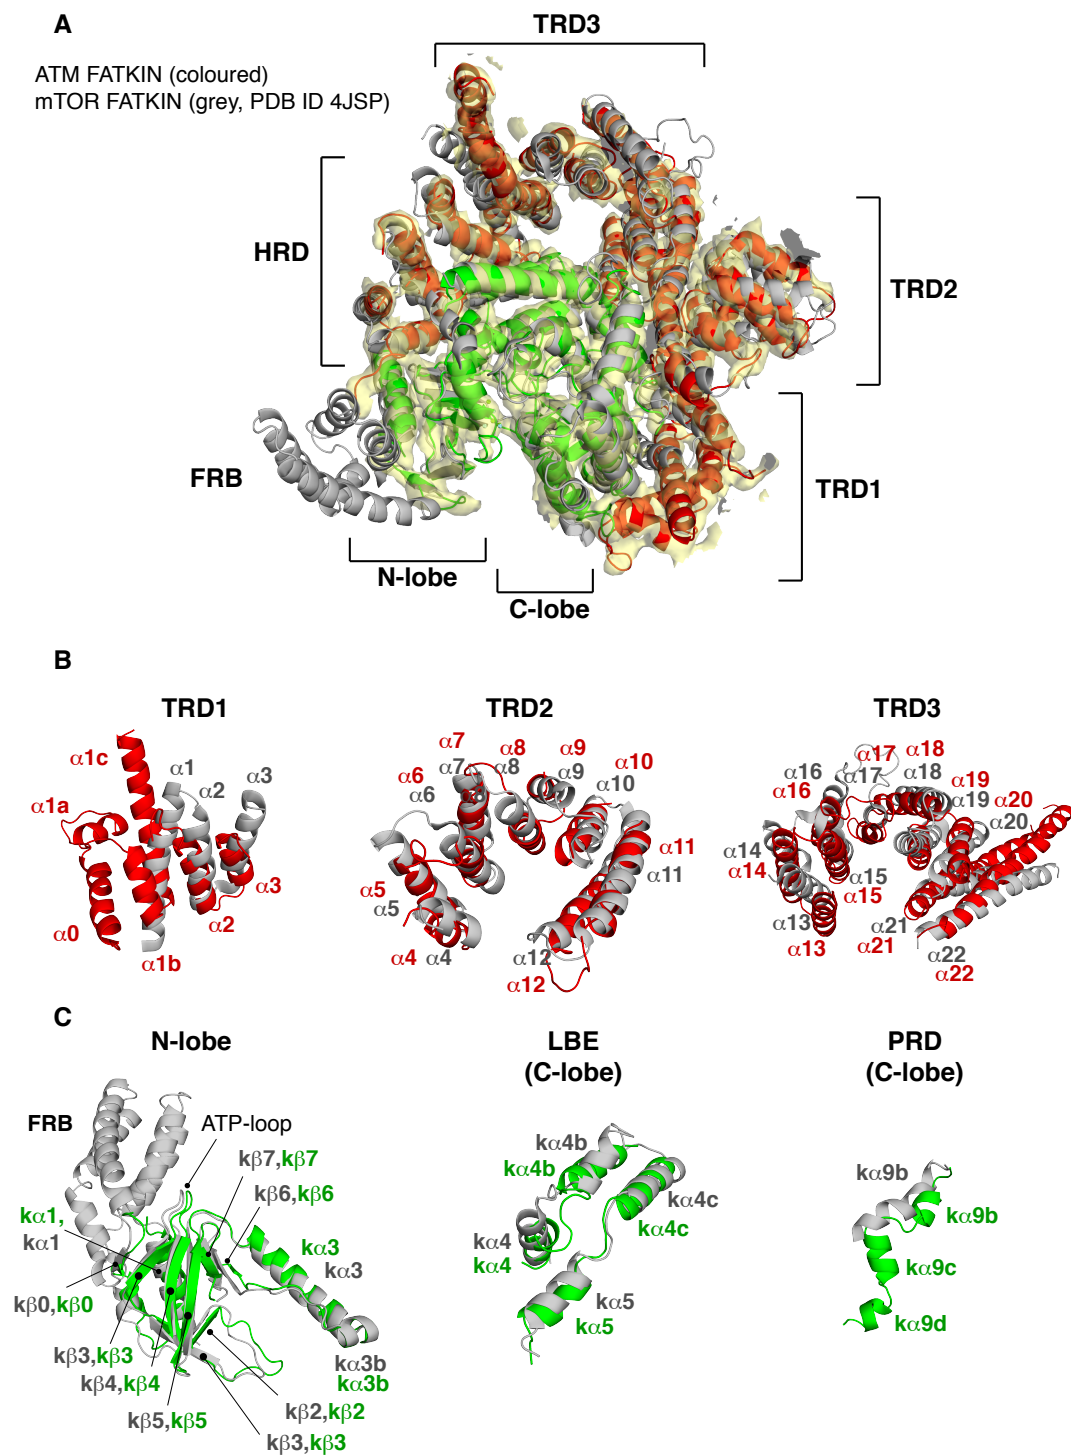 A
TRD3
ATM FATKIN (coloured)
mTOR FATKIN (grey, PDB ID 4JSP)
HRD
TRD2
FRB
TRD1
N-lobe
C-lobe
B
TRD1
TRD2
TRD3
α1c
α1
α2
α3
α1a
α3
α0
α2
α1b
α7
α8
α9
α7
α8
α9
α10
α6
α10
α6
α11
α5
α11
α5
α4
α4
α12
α12
α17
α18
α16
α17
α18
α19
α16
α19
α20
α20
α14
α14
α15
α15
α13
α21
α13
α21
α22
α22
C
N-lobe
LBE
(C-lobe)
PRD
(C-lobe)
FRB
ATP-loop
kβ7,kβ7
kβ6,kβ6
kα1,
kα1
kα3
kα3
kβ0,kβ0
kβ3,kβ3
kβ4,kβ4
kβ5,kβ5
kα3b
kα3b
kβ2,kβ2
kβ3,kβ3
kα4b
kα4b
kα4c
kα4c
kα4
kα4
kα5
kα5
kα9b
kα9b
kα9c
kα9d